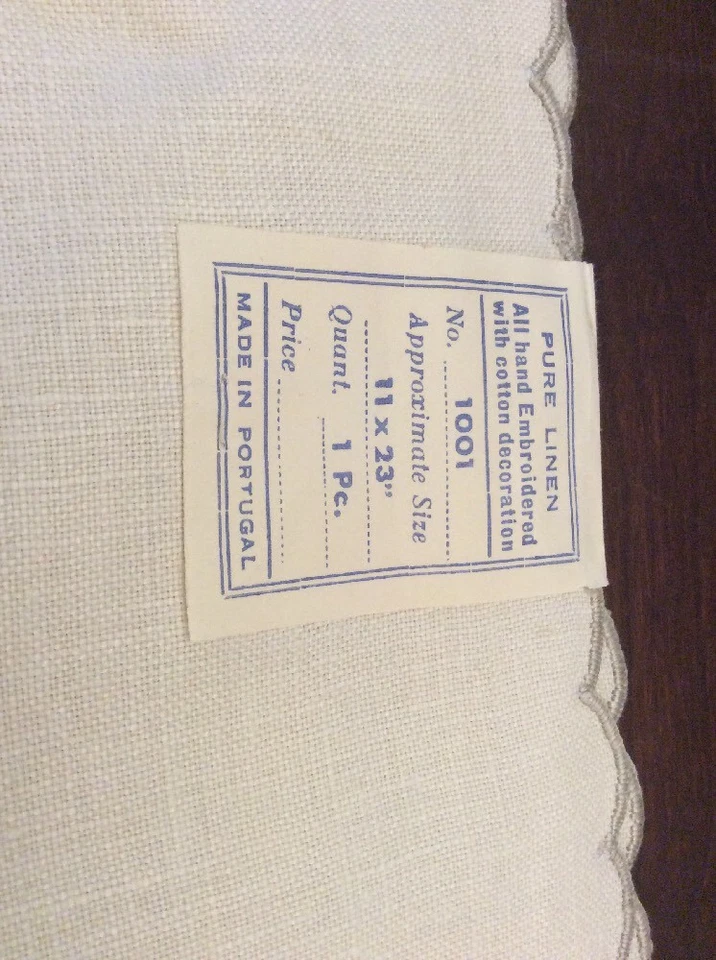 PURE LINEN
All hand Embroidered
with cotton decoration
No. 1001
Approximate Size
11 x 23"
Quant. 1 Pc.
Price
MADE IN PORTUGAL